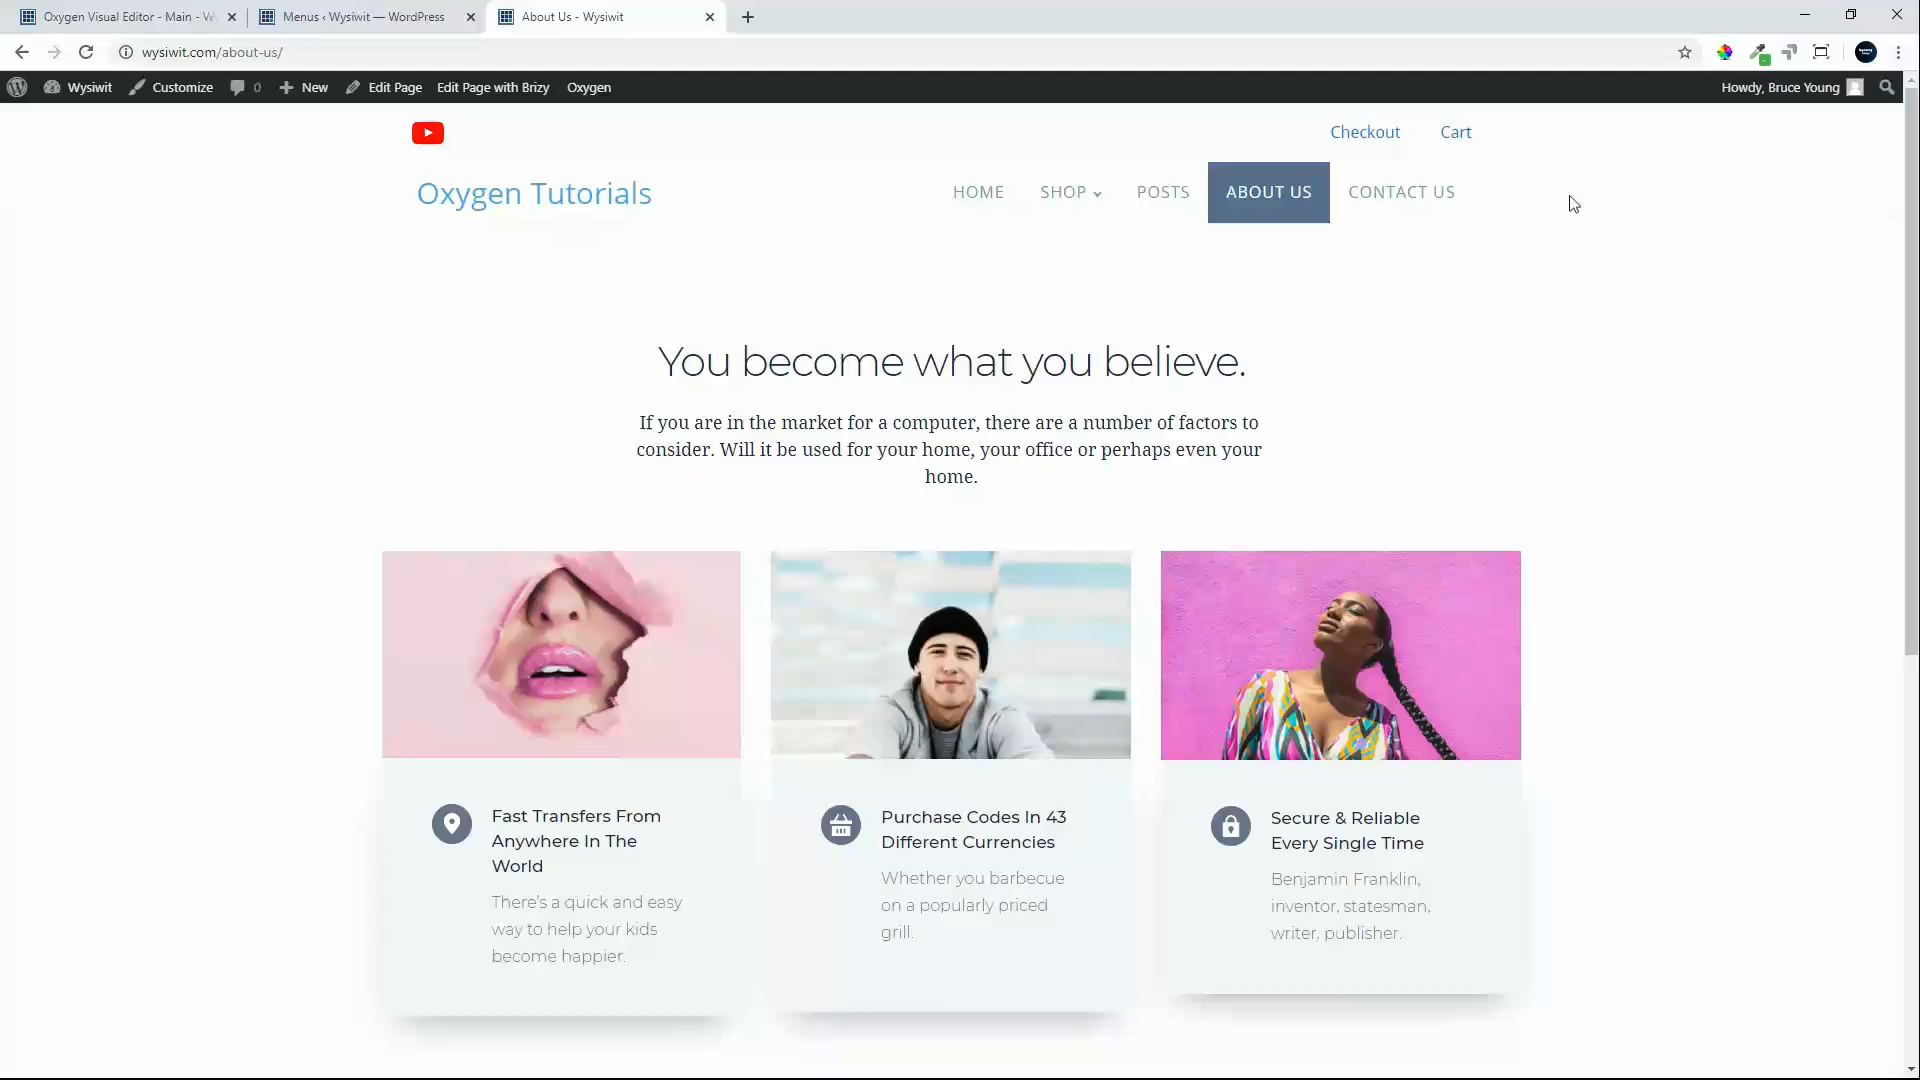 Oxygen Visual Editor - Main - W
Menus ‹ Wysiwit — WordPress
About Us - Wysiwit
wysiwit.com/about-us/
Wysiwit
Customize
0
New
Edit Page
Edit Page with Brizy
Oxygen
Howdy, Bruce Young
Checkout
Cart
Oxygen Tutorials
HOME
SHOP
POSTS
ABOUT US
CONTACT US
You become what you believe.
If you are in the market for a computer, there are a number of factors to
consider. Will it be used for your home, your office or perhaps even your
home.
Fast Transfers From
Anywhere In The
World
There's a quick and easy
way to help your kids
become happier.
Purchase Codes In 43
Different Currencies
Whether you barbecue
on a popularly priced
grill.
Secure & Reliable
Every Single Time
Benjamin Franklin,
inventor, statesman,
writer, publisher.